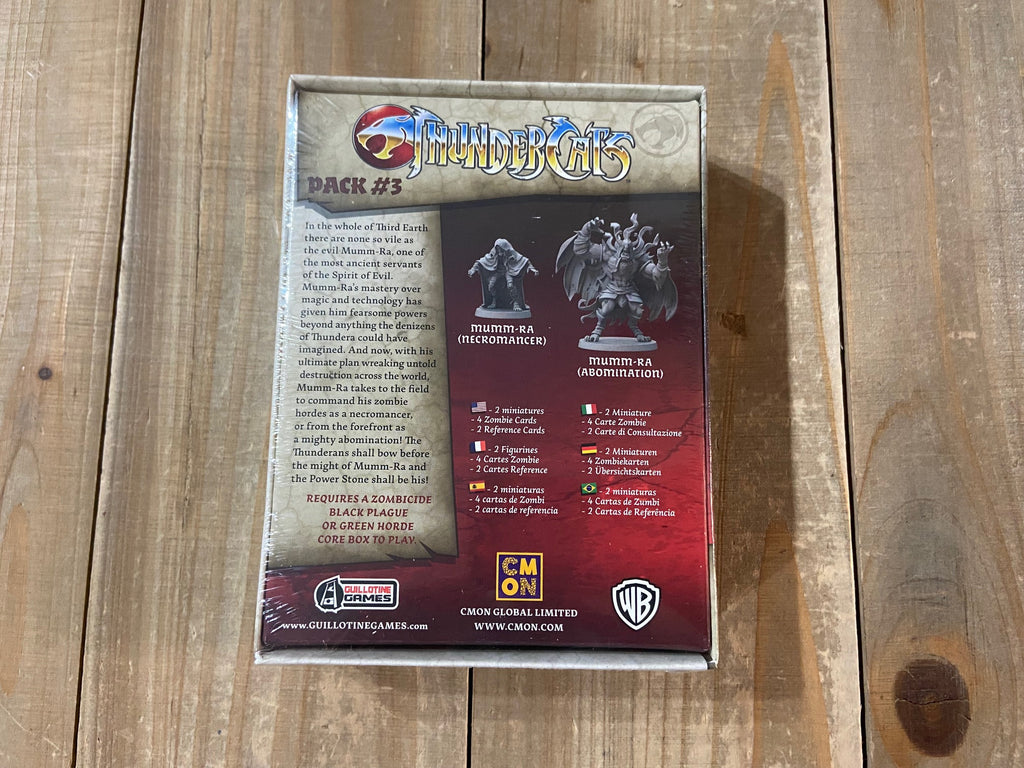 THUNDERCATS
PACK #3
In the whole of Third Earth
there are none so vile as
the evil Mumm-Ra, one of
the most ancient servants
of the Spirit of Evil.
Mumm-Ra's mastery over
magic and technology has
given him fearsome powers
beyond anything the denizens
of Thundera could have
imagined. And now, with his
ultimate plan wreaking untold
destruction across the world,
Mumm-Ra takes to the field
to command his zombie
hordes as a necromancer,
or from the forefront as
a mighty abomination! The
Thunderans shall bow before
the might of Mumm-Ra and
the Power Stone shall be his!
REQUIRES A ZOMBICIDE
BLACK PLAGUE
OR GREEN HORDE
CORE BOX TO PLAY.
MUMM-RA
(NECROMANCER)
MUMM-RA
(ABOMINATION)
- 2 miniatures
- 4 Zombie Cards
- 2 Reference Cards
- 2 Figurines
- 4 Cartes Zombie
- 2 Cartes Reference
- 2 miniaturas
- 4 cartas de Zombi
- 2 cartas de referencia
- 2 Miniature
- 4 Carte Zombie
- 2 Carte di Consultazione
- 2 Miniaturen
- 4 Zombiekarten
- 2 Übersichtskarten
- 2 miniaturas
- 4 Cartas de Zumbi
- 2 Cartas de Referência
GUILLOTINE
GAMES
www.GUILLOTINEGAMES.com
CMON
CMON GLOBAL LIMITED
WWW.CMON.COM
WB